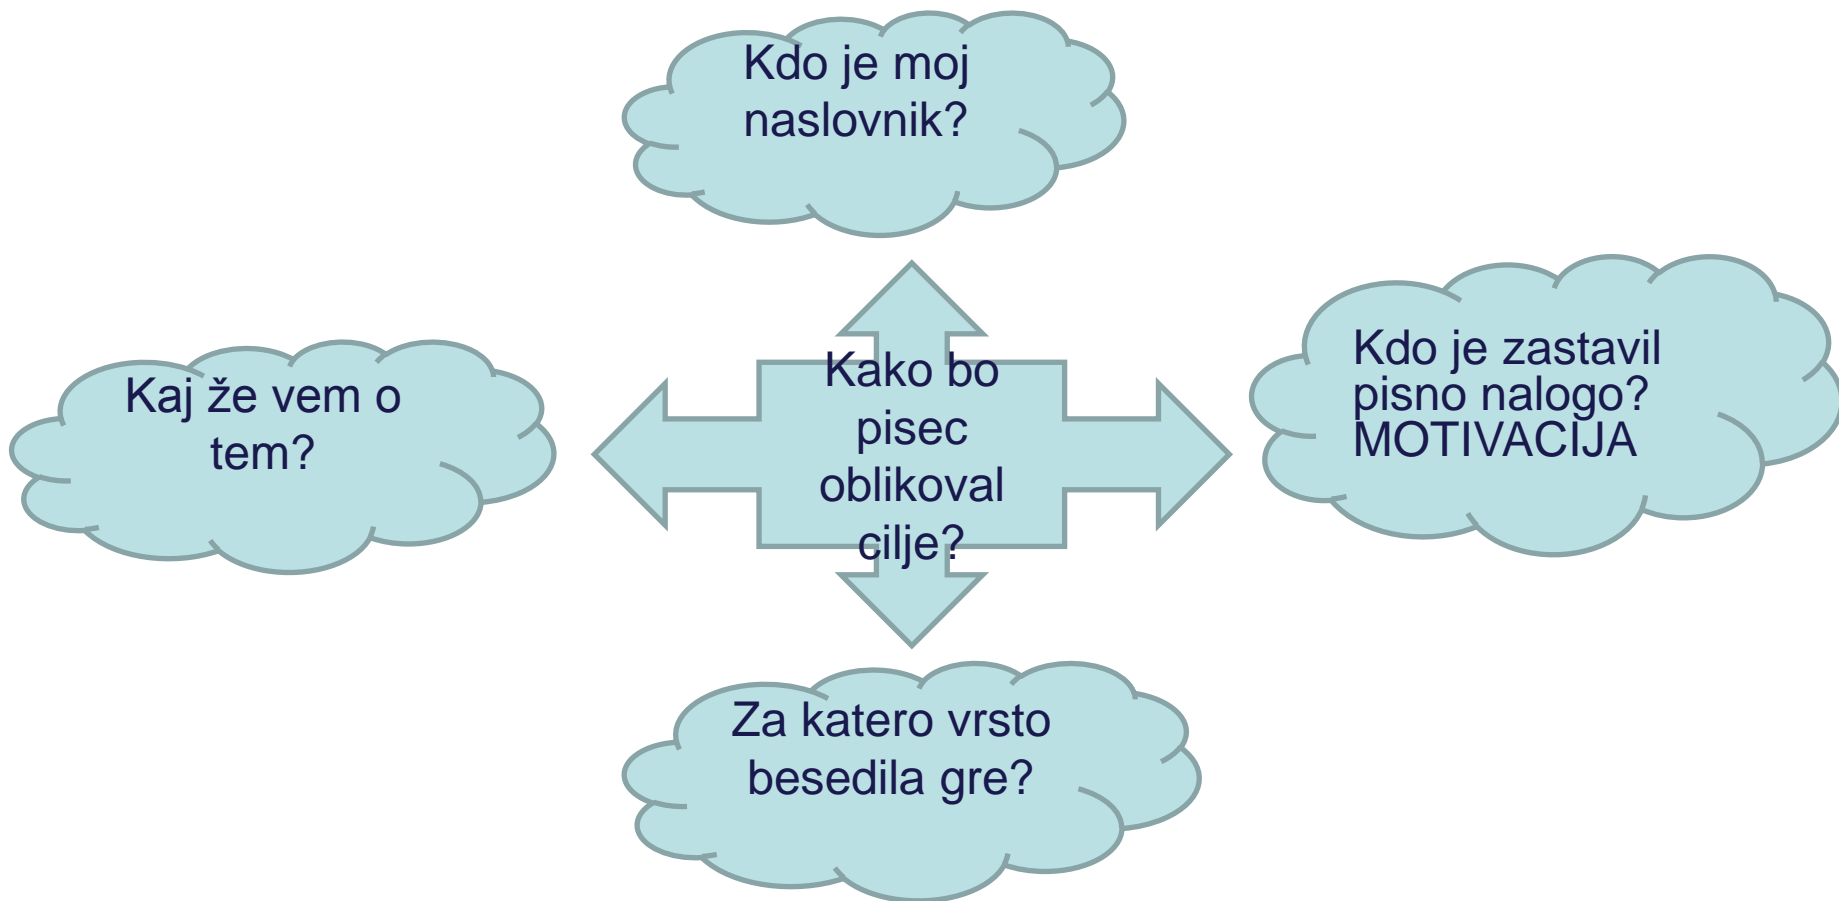 Kdo je moj
naslovnik?
Kaj že vem o
tem?
Kako bo
pisec
oblikoval
cilje?
Kdo je zastavil
pisno nalogo?
MOTIVACIJA
Za katero vrsto
besedila gre?